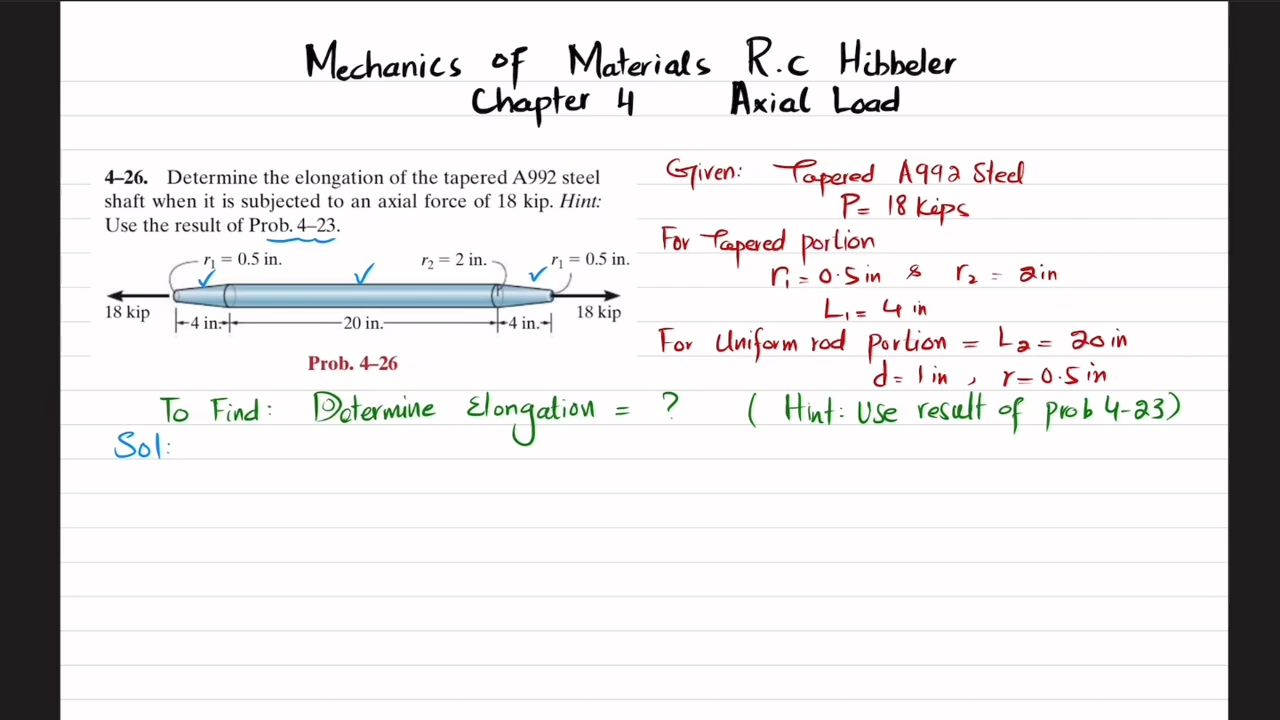 Mechanics of Materials R.c Hibbeler
Chapter 4 Axial Load
4–26. Determine the elongation of the tapered A992 steel
shaft when it is subjected to an axial force of 18 kip. Hint:
Use the result of Prob. 4–23.
r₁ = 0.5 in. r₂ = 2 in. r₁ = 0.5 in.
18 kip 18 kip
4 in. 20 in. 4 in.
Prob. 4–26
Given: Tapered A992 Steel
P= 18 Kips
For Tapered portion
r₁ = 0.5 in & r₂ = 2in
L₁ = 4 in
For Uniform rod portion = L₂ = 20 in
d = 1 in , r = 0.5 in
To Find: Determine Elongation = ? ( Hint: Use result of prob 4-23)
Sol: